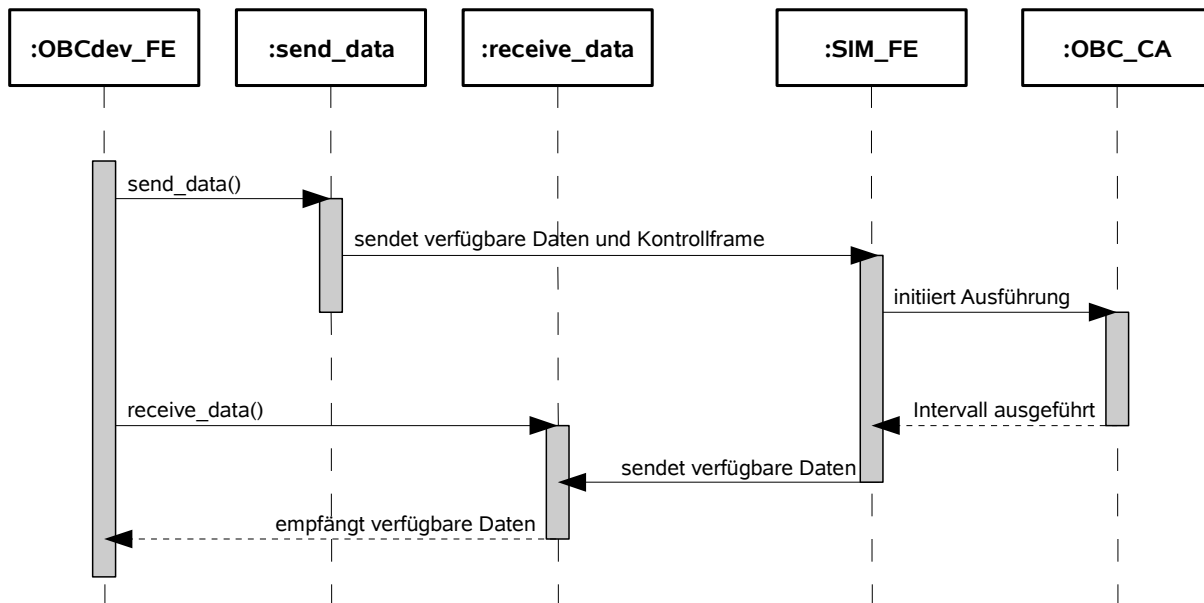 :OBCdev_FE
:send_data
:receive_data
:SIM_FE
:OBC_CA
send_data()
sendet verfügbare Daten und Kontrollframe
initiiert Ausführung
receive_data()
Intervall ausgeführt
sendet verfügbare Daten
empfängt verfügbare Daten